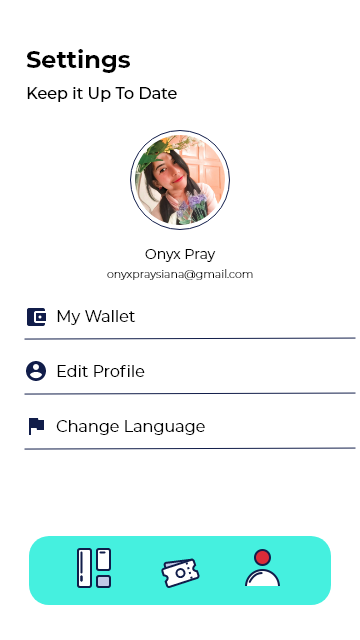 Settings
Keep it Up To Date
Onyx Pray
onyxpraysiana@gmail.com
My Wallet
Edit Profile
Change Language